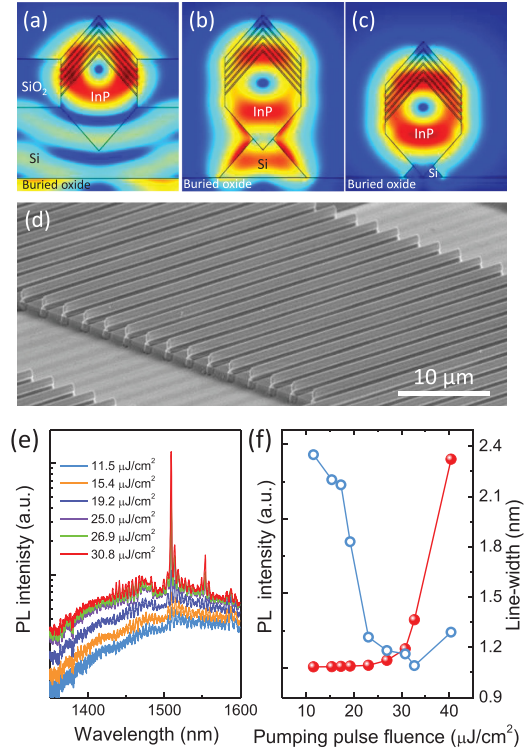 (a)
SiO2
InP
Si
Buried oxide
(b)
InP
Si
Buried oxide
(c)
InP
Si
Buried oxide
(d)
10 μm
(e)
11.5 μJ/cm²
15.4 μJ/cm²
19.2 μJ/cm²
25.0 μJ/cm²
26.9 μJ/cm²
30.8 μJ/cm²
PL intenisty (a.u.)
1400
1500
1600
Wavelength (nm)
(f)
PL intensity (a.u.)
0
10
20
30
40
Pumping pulse fluence (μJ/cm²)
2.4
2.1
1.8
1.5
1.2
0.9
Line-width (nm)